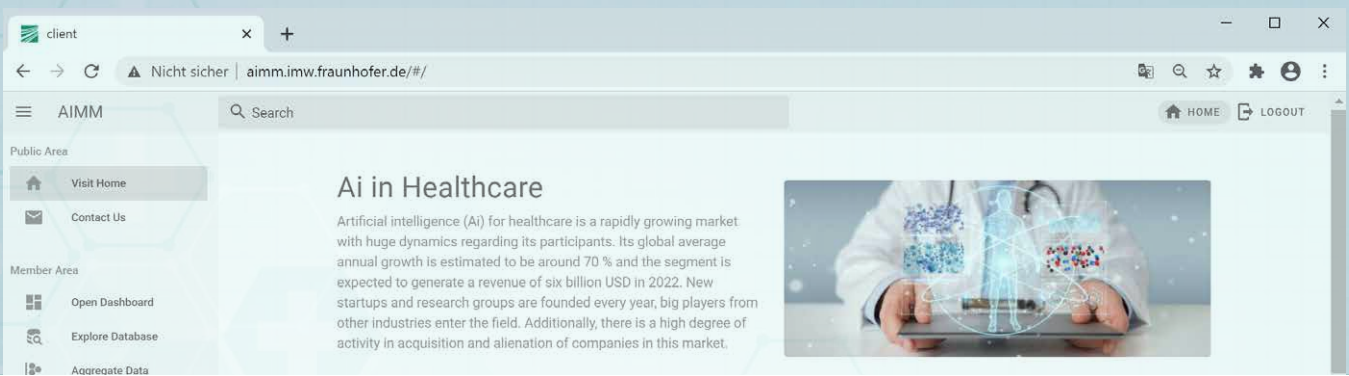 client
Nicht sicher | aimm.imw.fraunhofer.de/#/
AIMM
Search
HOME
LOGOUT
Public Area
Visit Home
Contact Us
Member Area
Open Dashboard
Explore Database
Aggregate Data
Ai in Healthcare
Artificial intelligence (Ai) for healthcare is a rapidly growing market
with huge dynamics regarding its participants. Its global average
annual growth is estimated to be around 70 % and the segment is
expected to generate a revenue of six billion USD in 2022. New
startups and research groups are founded every year, big players from
other industries enter the field. Additionally, there is a high degree of
activity in acquisition and alienation of companies in this market.